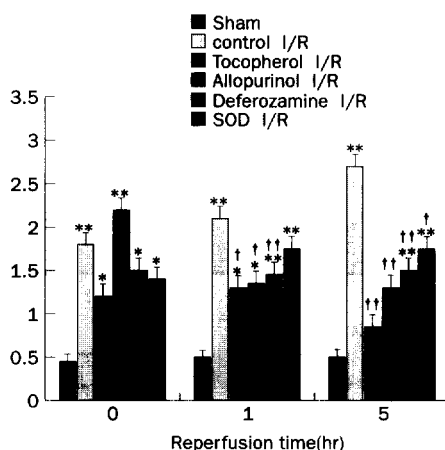 Sham
control I/R
Tocopherol I/R
Allopurinol I/R
Deferozamine I/R
SOD I/R
3.5
3
2.5
2
1.5
1
0.5
0
** * ** * *
** † * † * †† ** **
** †† †† †† ** † **
0 1 5
Reperfusion time(hr)